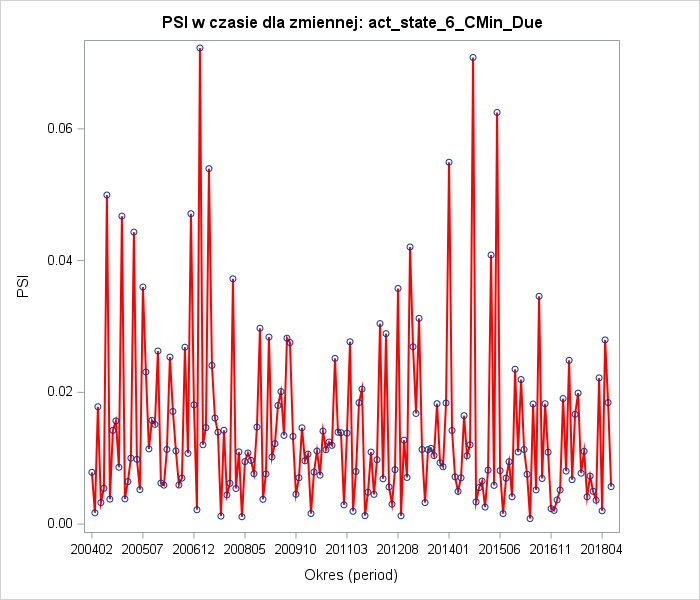 PSI w czasie dla zmiennej: act_state_6_CMin_Due
PSI
0.06
0.04
0.02
0.00
200402 200507 200612 200805 200910 201103 201208 201401 201506 201611 201804
Okres (period)